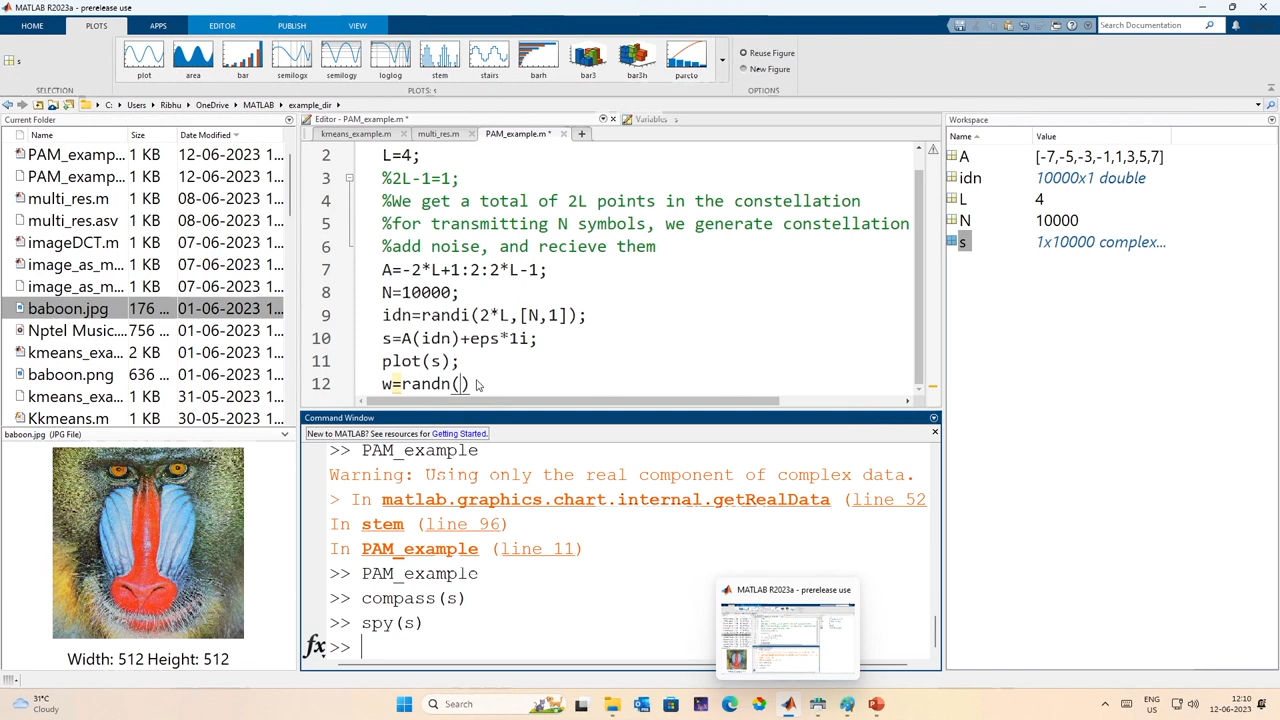 MATLAB R2023a - prerelease use
HOME PLOTS APPS EDITOR PUBLISH VIEW
Search Documentation
s
plot area bar semilogx semilogy loglog stem stairs barh bar3 bar3h pareto
Reuse Figure
New Figure
SELECTION PLOTS: s OPTIONS
C: Users Ribhu OneDrive MATLAB example_dir
Current Folder
Name Size Date Modified
PAM_examp... 1 KB 12-06-2023 1...
PAM_examp... 1 KB 12-06-2023 1...
multi_res.m 1 KB 08-06-2023 1...
multi_res.asv 1 KB 08-06-2023 1...
imageDCT.m 1 KB 07-06-2023 1...
image_as_m... 1 KB 07-06-2023 1...
image_as_m... 1 KB 07-06-2023 1...
baboon.jpg 176 ... 01-06-2023 1...
Nptel Music... 756 ... 01-06-2023 1...
kmeans_exa... 2 KB 01-06-2023 1...
baboon.png 636 ... 01-06-2023 1...
kmeans_exa... 1 KB 31-05-2023 1...
Kkmeans.m 1 KB 30-05-2023 1...
baboon.jpg (JPG File)
Width: 512 Height: 512
Editor - PAM_example.m *
Variables - s
kmeans_example.m multi_res.m PAM_example.m *
2 L=4;
3 %2L-1=1;
4 %We get a total of 2L points in the constellation
5 %for transmitting N symbols, we generate constellation
6 %add noise, and recieve them
7 A=-2*L+1:2:2*L-1;
8 N=10000;
9 idn=randi(2*L,[N,1]);
10 s=A(idn)+eps*1i;
11 plot(s);
12 w=randn()
Command Window
New to MATLAB? See resources for Getting Started.
>> PAM_example
Warning: Using only the real component of complex data.
> In matlab.graphics.chart.internal.getRealData (line 52
In stem (line 96)
In PAM_example (line 11)
>> PAM_example
>> compass(s)
>> spy(s)
fx >>
MATLAB R2023a - prerelease use
Workspace
Name Value
A [-7,-5,-3,-1,1,3,5,7]
idn 10000x1 double
L 4
N 10000
s 1x10000 complex...
31°C
Cloudy
Search
ENG
US
12:10
12-06-2023